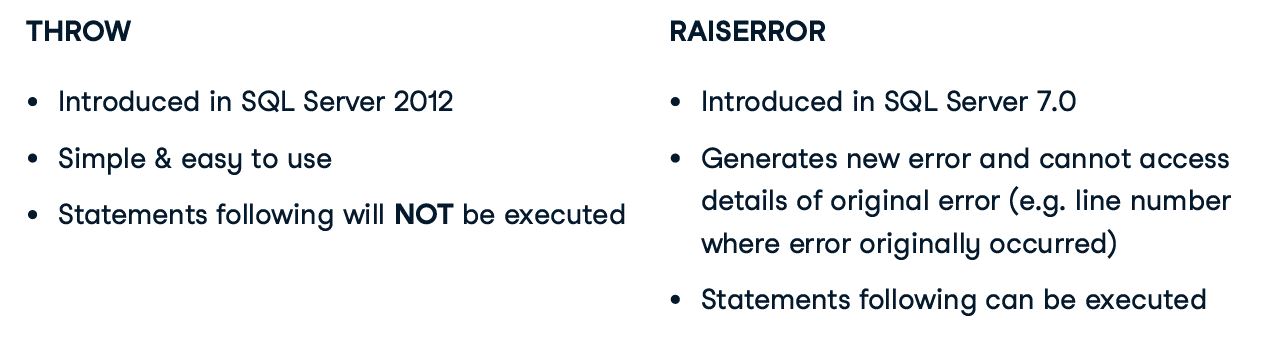 THROW
• Introduced in SQL Server 2012
• Simple & easy to use
• Statements following will NOT be executed
RAISERROR
• Introduced in SQL Server 7.0
• Generates new error and cannot access
details of original error (e.g. line number
where error originally occurred)
• Statements following can be executed